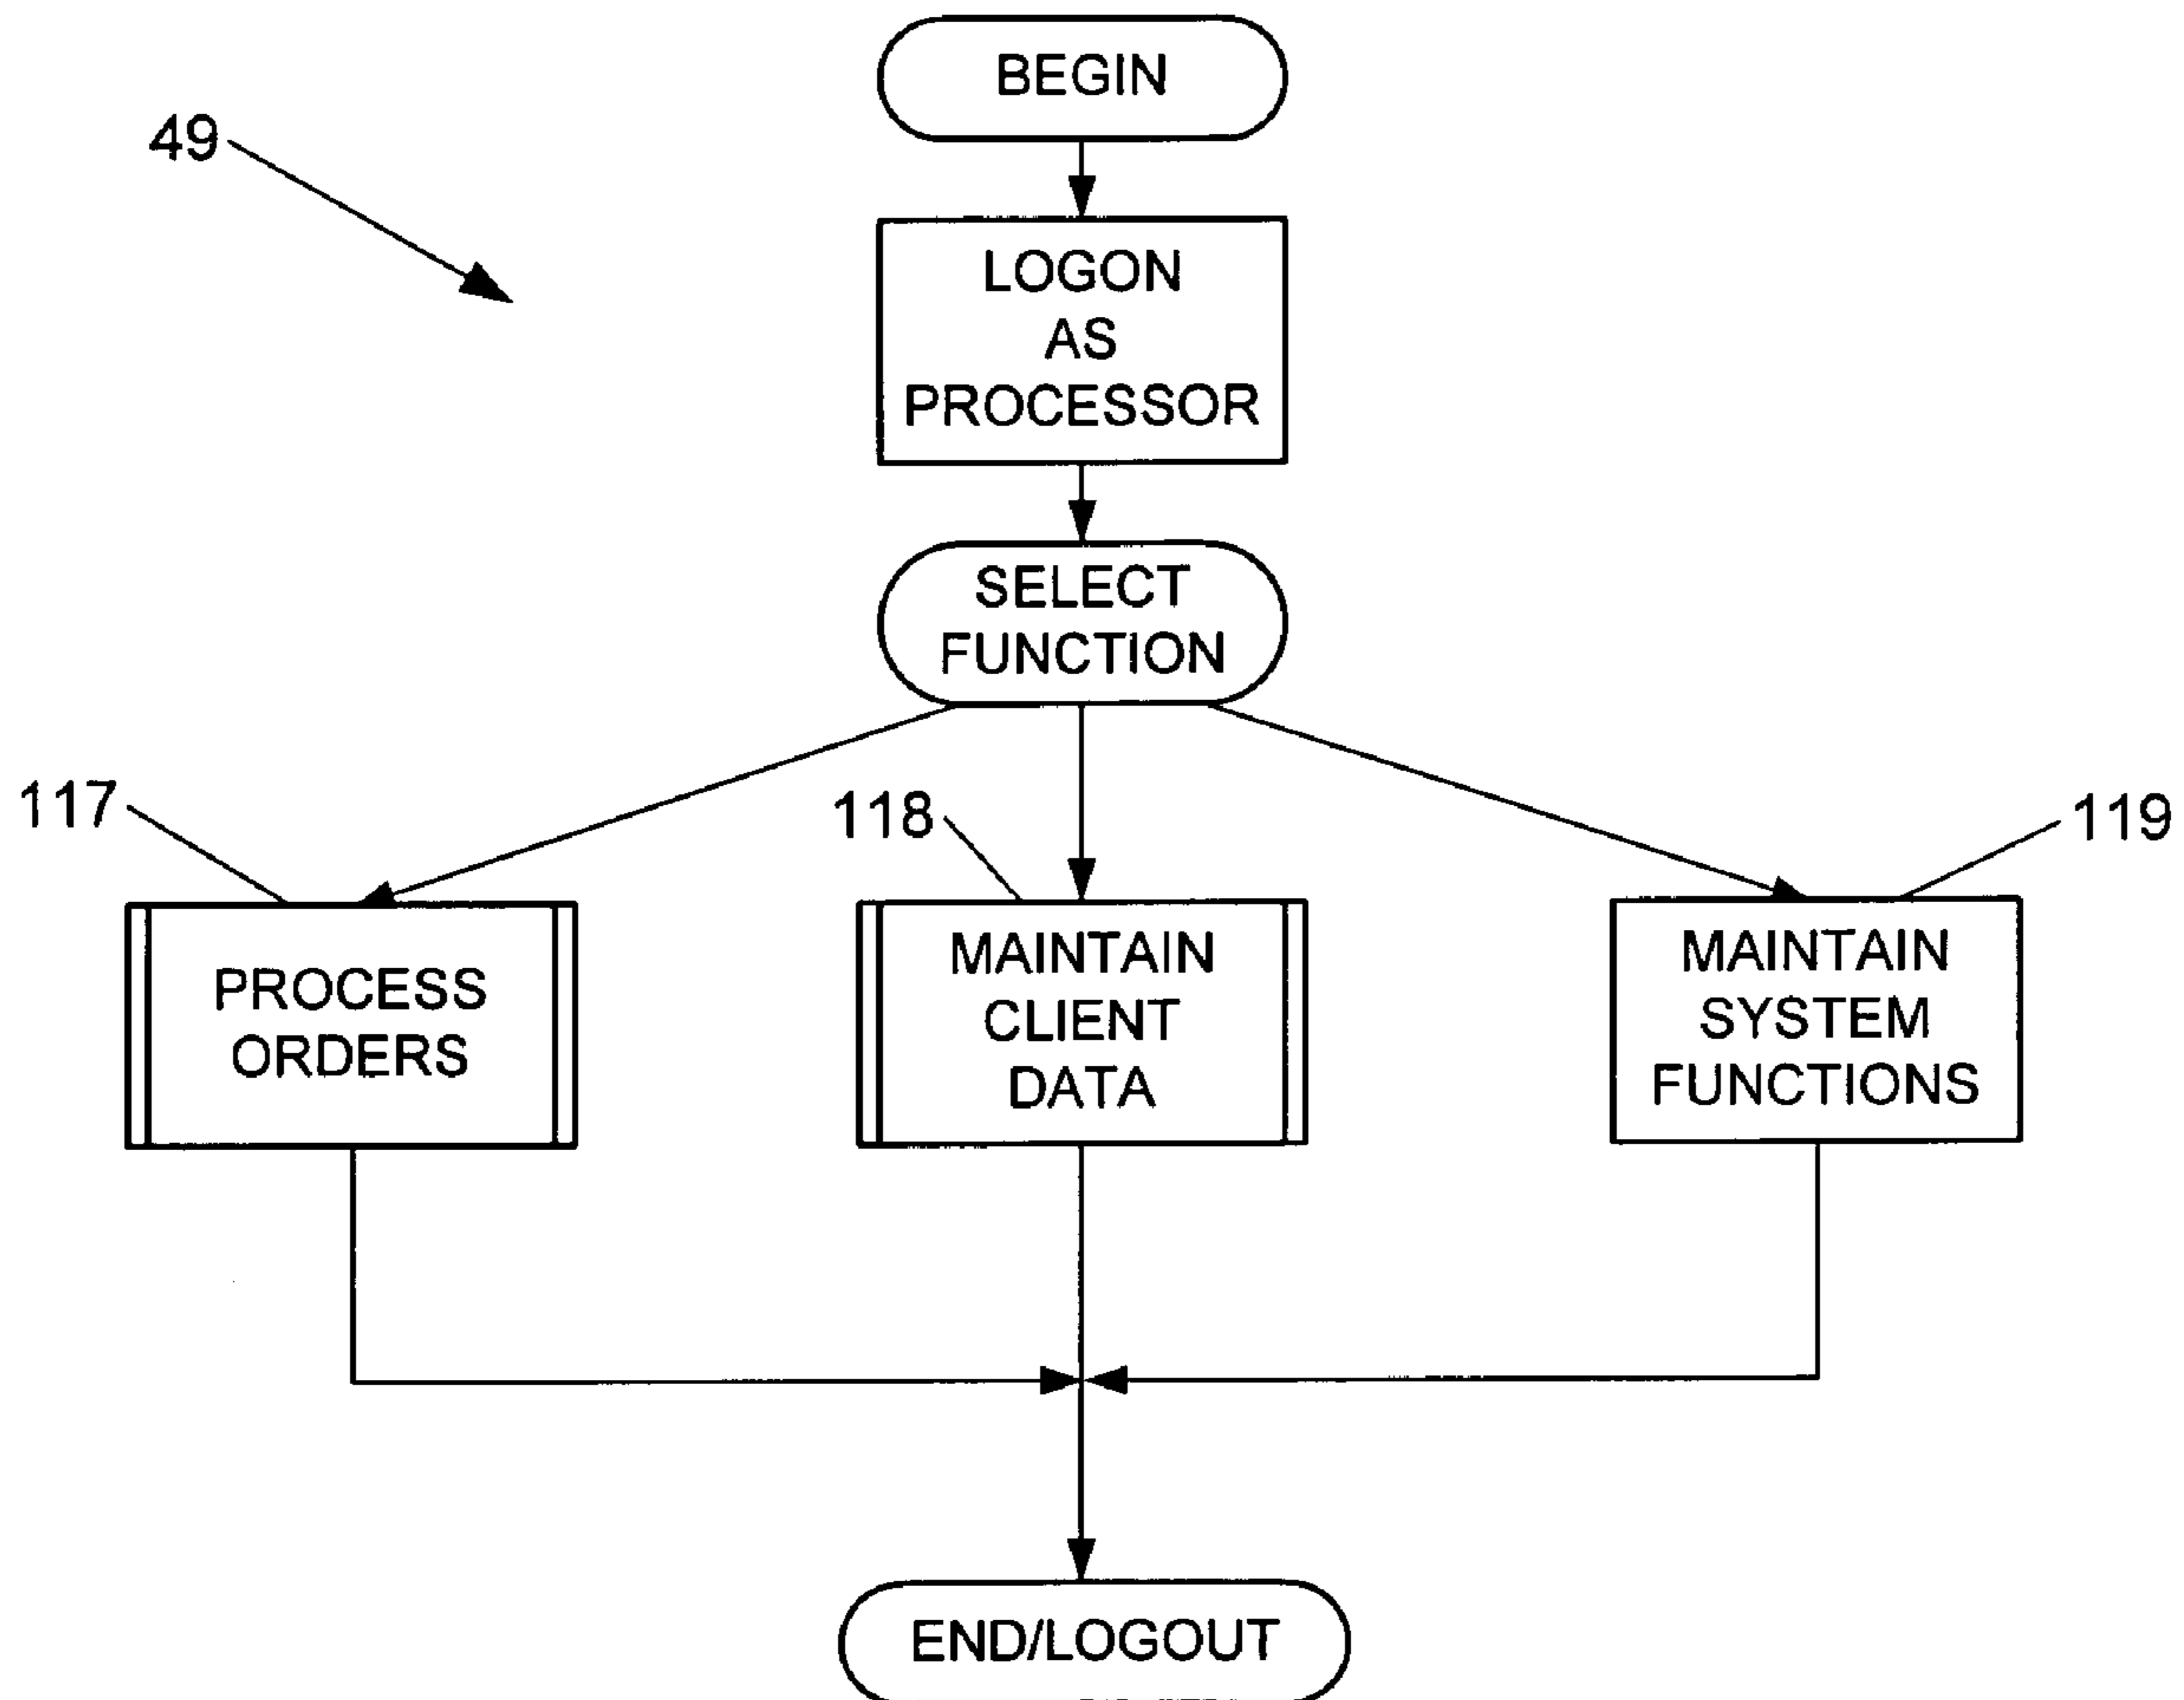 BEGIN
49
LOGON
AS
PROCESSOR
SELECT
FUNCTION
117
118
119
PROCESS
ORDERS
MAINTAIN
CLIENT
DATA
MAINTAIN
SYSTEM
FUNCTIONS
END/LOGOUT